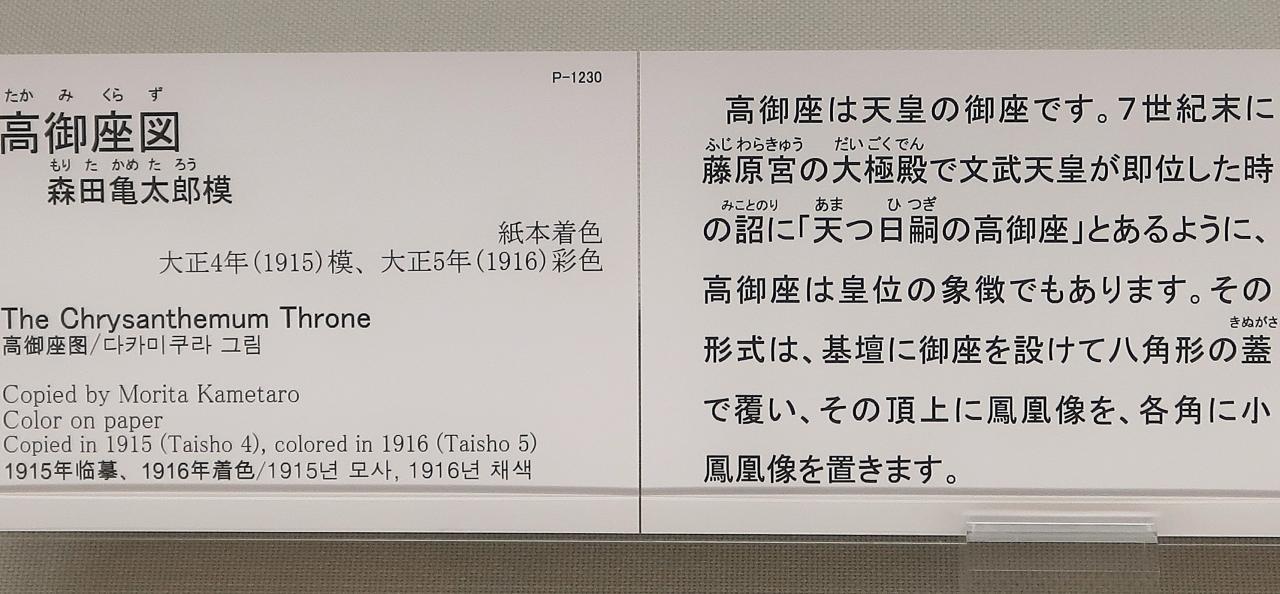 P-1230
たか み くら ず
高御座図
もり た かめ た ろう
森田亀太郎模
紙本着色
大正4年(1915)模、大正5年(1916)彩色
The Chrysanthemum Throne
高御座图/다카미쿠라 그림
Copied by Morita Kametaro
Color on paper
Copied in 1915 (Taisho 4), colored in 1916 (Taisho 5)
1915年临摹、1916年着色/1915년 모사, 1916년 채색
高御座は天皇の御座です。7世紀末に
ふじわらきゅう だいごくでん
藤原宮の大極殿で文武天皇が即位した時
みことのり あま ひ つぎ
の詔に「天つ日嗣の高御座」とあるように、
高御座は皇位の象徴でもあります。その
きぬがさ
形式は、基壇に御座を設けて八角形の蓋
で覆い、その頂上に鳳凰像を、各角に小
鳳凰像を置きます。